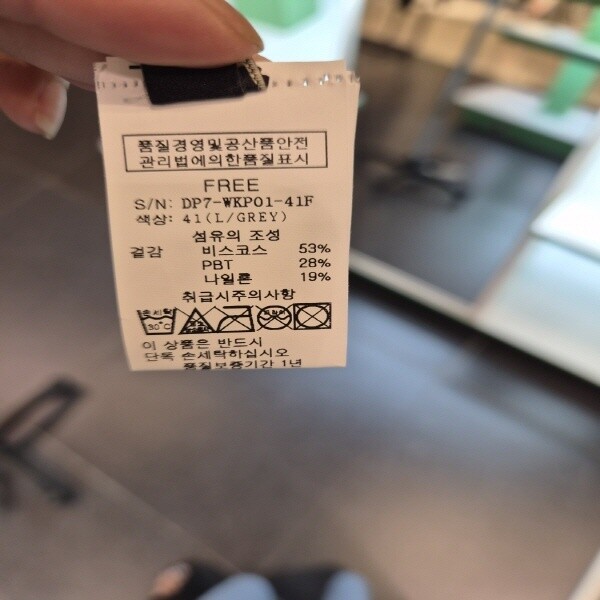 품질경영및공산품안전
관리법에의한품질표시
FREE
S/N: DP7-WKP01-41F
색상: 41(L/GREY)
섬유의 조성
겉감 비스코스 53%
PBT 28%
나일론 19%
취급시주의사항
손세탁
30℃
이 상품은 반드시
단독 손세탁하십시오
품질보증기간 1년